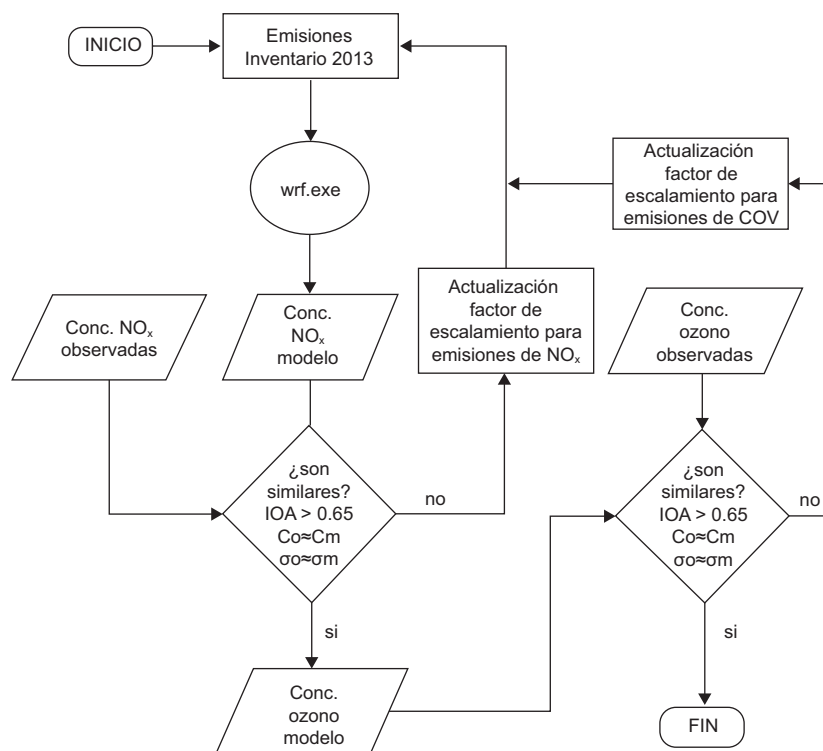 INICIO
Emisiones
Inventario 2013
wrf.exe
Actualización
factor de
escalamiento para
emisiones de COV
Conc. NOₓ
observadas
Conc.
NOₓ
modelo
Actualización
factor de
escalamiento para
emisiones de NOₓ
Conc.
ozono
observadas
¿son
similares?
IOA > 0.65
Co≈Cm
σo≈σm
no
si
¿son
similares?
IOA > 0.65
Co≈Cm
σo≈σm
no
si
Conc.
ozono
modelo
FIN